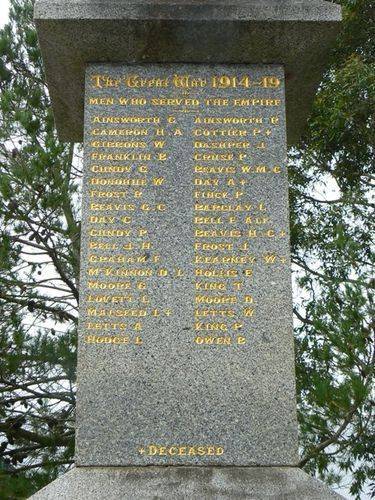 The Great War 1914-19
MEN WHO SERVED THE EMPIRE
AINSWORTH G AINSWORTH P
CAMERON H. A COTTIER P +
GIBBONS W DASHPER J
FRANKLIN B CRUSE P
CUNDY G BEAVIS W.M.C
DONOHUE W DAY A +
FROST R FINCK P
BEAVIS G.C BARCLAY L
DAY C BELL E ALF.
CUNDY P BEAVIS H.C +
BELL J.H. FROST J.
GRAHAM F KEARNEY W +
McKINNON D. L HOLLIS E
MOORE G KING T
LOVETT L MOORE D.
MAESEED L + LETTS W
LETTS A KING P
HODGE L OWEN B
+ DECEASED